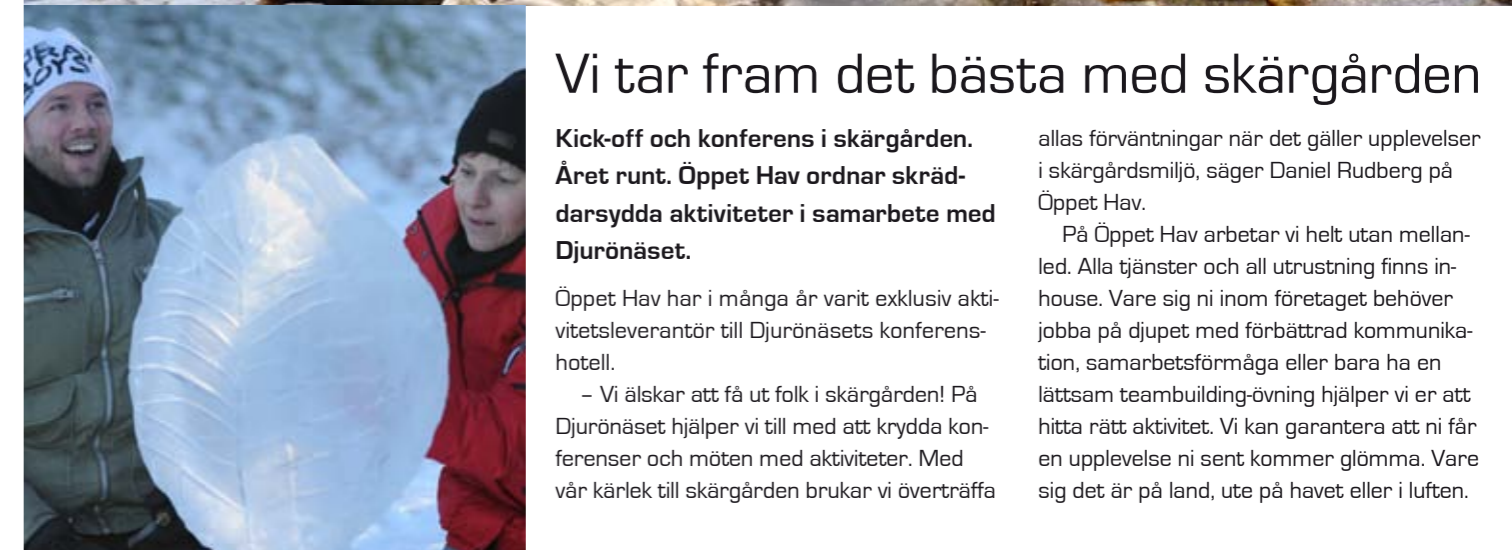 Vi tar fram det bästa med skärgården
Kick-off och konferens i skärgården.
Året runt. Öppet Hav ordnar skräd-
darsydda aktiviteter i samarbete med
Djurönäset.
Öppet Hav har i många år varit exklusiv akti-
vitetsleverantör till Djurönäsets konferens-
hotell.
– Vi älskar att få ut folk i skärgården! På
Djurönäset hjälper vi till med att krydda kon-
ferenser och möten med aktiviteter. Med
vår kärlek till skärgården brukar vi överträffa
allas förväntningar när det gäller upplevelser
i skärgårdsmiljö, säger Daniel Rudberg på
Öppet Hav.
På Öppet Hav arbetar vi helt utan mellan-
led. Alla tjänster och all utrustning finns in-
house. Vare sig ni inom företaget behöver
jobba på djupet med förbättrad kommunika-
tion, samarbetsförmåga eller bara ha en
lättsam teambuilding-övning hjälper vi er att
hitta rätt aktivitet. Vi kan garantera att ni får
en upplevelse ni sent kommer glömma. Vare
sig det är på land, ute på havet eller i luften.